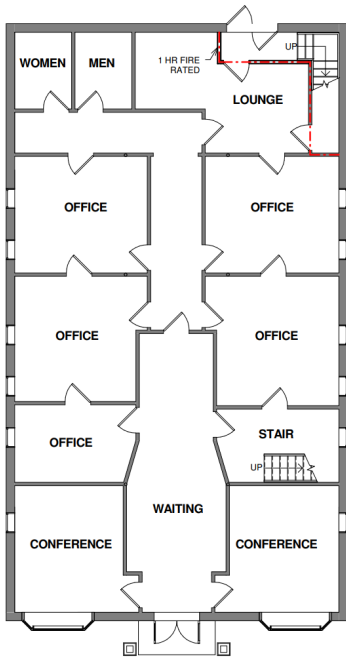 UP
1 HR FIRE
RATED
WOMEN
MEN
LOUNGE
OFFICE
OFFICE
OFFICE
OFFICE
OFFICE
STAIR
UP
WAITING
CONFERENCE
CONFERENCE